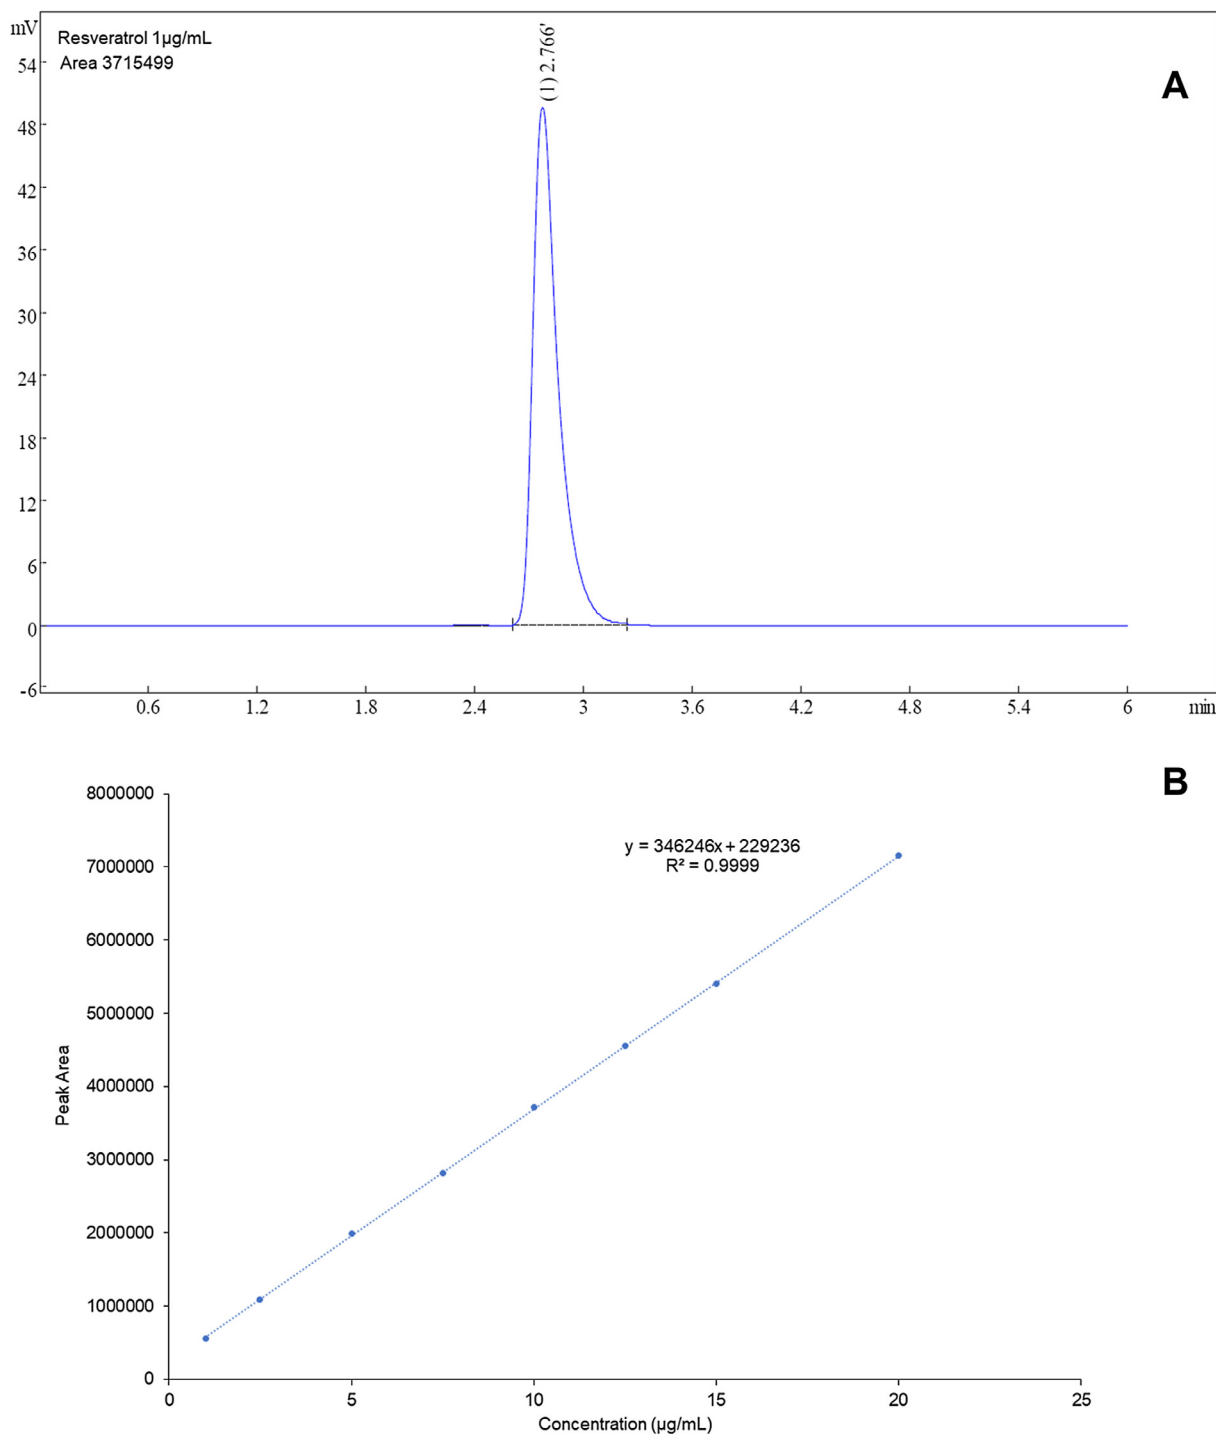 mV
Resveratrol 1µg/mL
Area 3715499
(1) 2.766'
A
54
48
42
36
30
24
18
12
6
0
-6
0.6 1.2 1.8 2.4 3 3.6 4.2 4.8 5.4 6 min
B
8000000
y = 346246x + 229236
R² = 0.9999
7000000
6000000
5000000
4000000
3000000
2000000
1000000
0
Peak Area
0 5 10 15 20 25
Concentration (µg/mL)